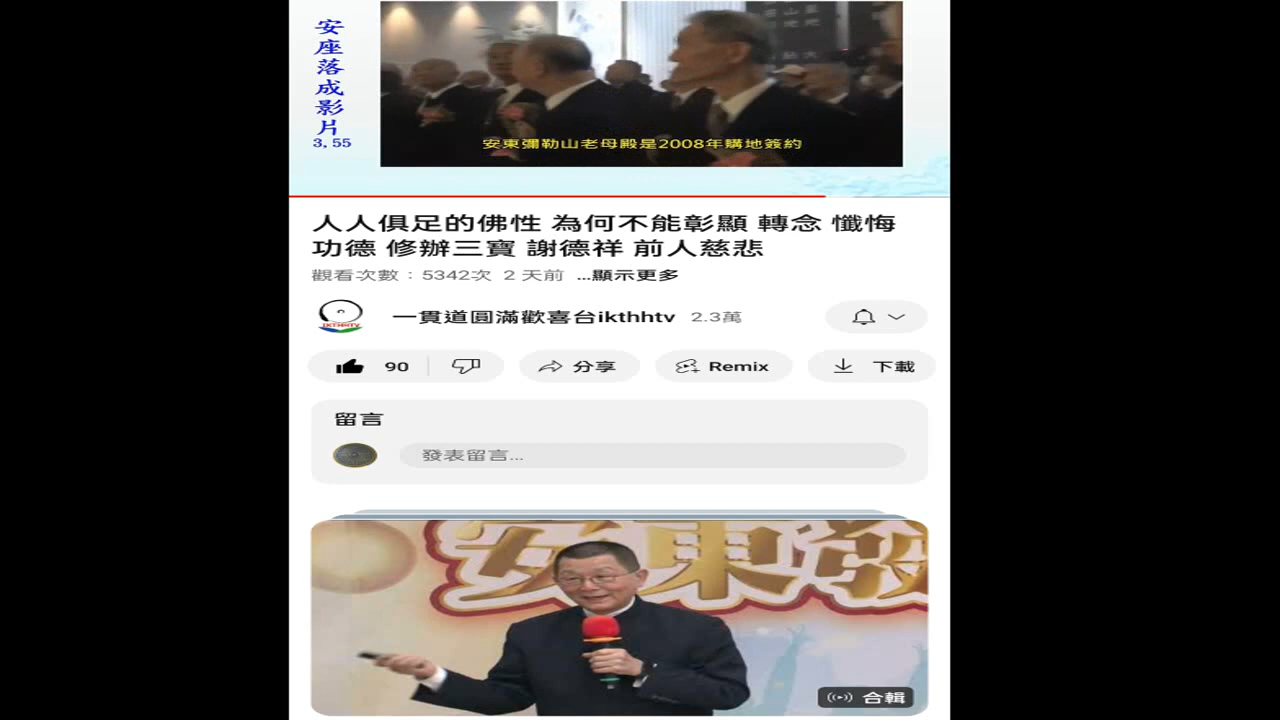 安座落成影片
3,55
安東彌勒山老母殿是2008年購地簽約
人人俱足的佛性 為何不能彰顯 轉念 懺悔
功德 修辦三寶 謝德祥 前人慈悲
觀看次數：5342次 2 天前 ...顯示更多
IKTHHTV
一貫道圓滿歡喜台ikthhtv 2.3萬
90 分享 Remix 下載
留言
發表留言...
安東
合輯